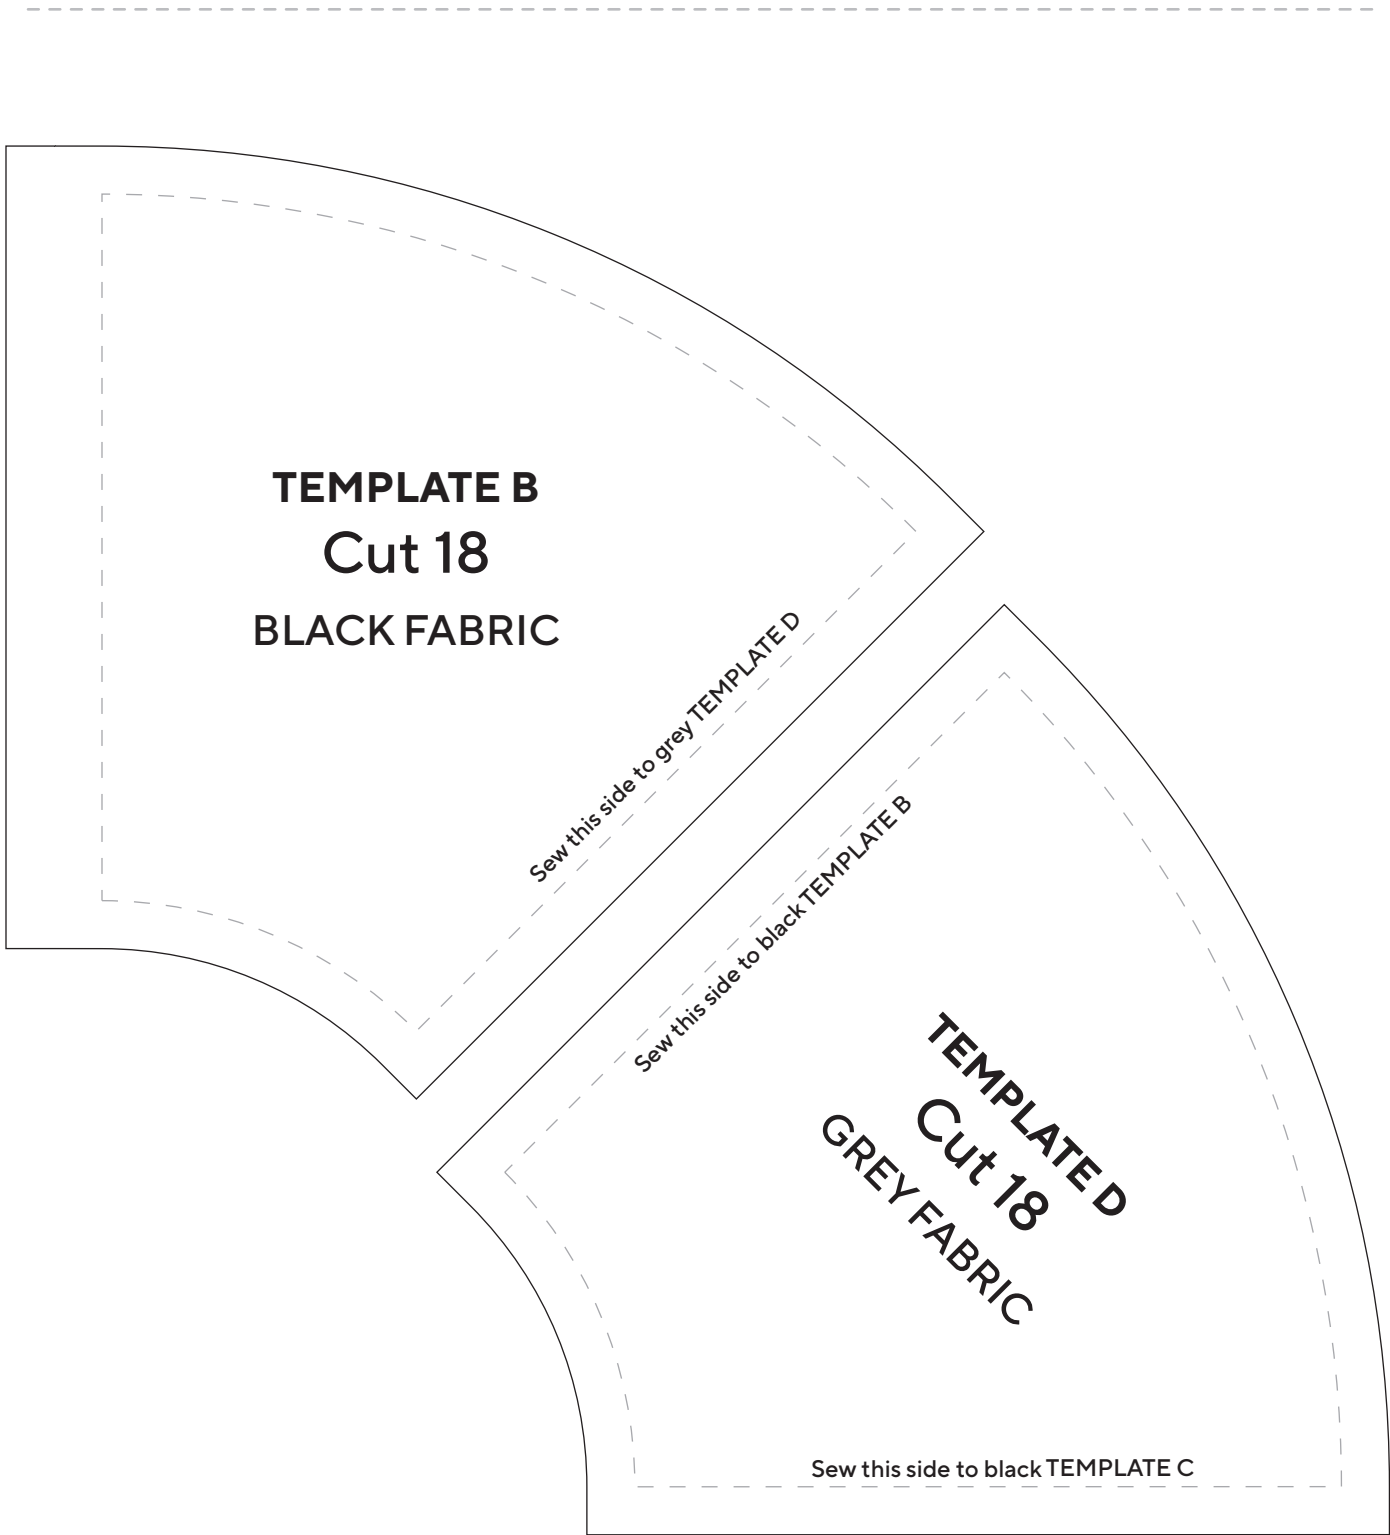 TEMPLATE B
Cut 18
BLACK FABRIC
Sew this side to grey TEMPLATE D
Sew this side to black TEMPLATE B
TEMPLATE D
Cut 18
GREY FABRIC
Sew this side to black TEMPLATE C